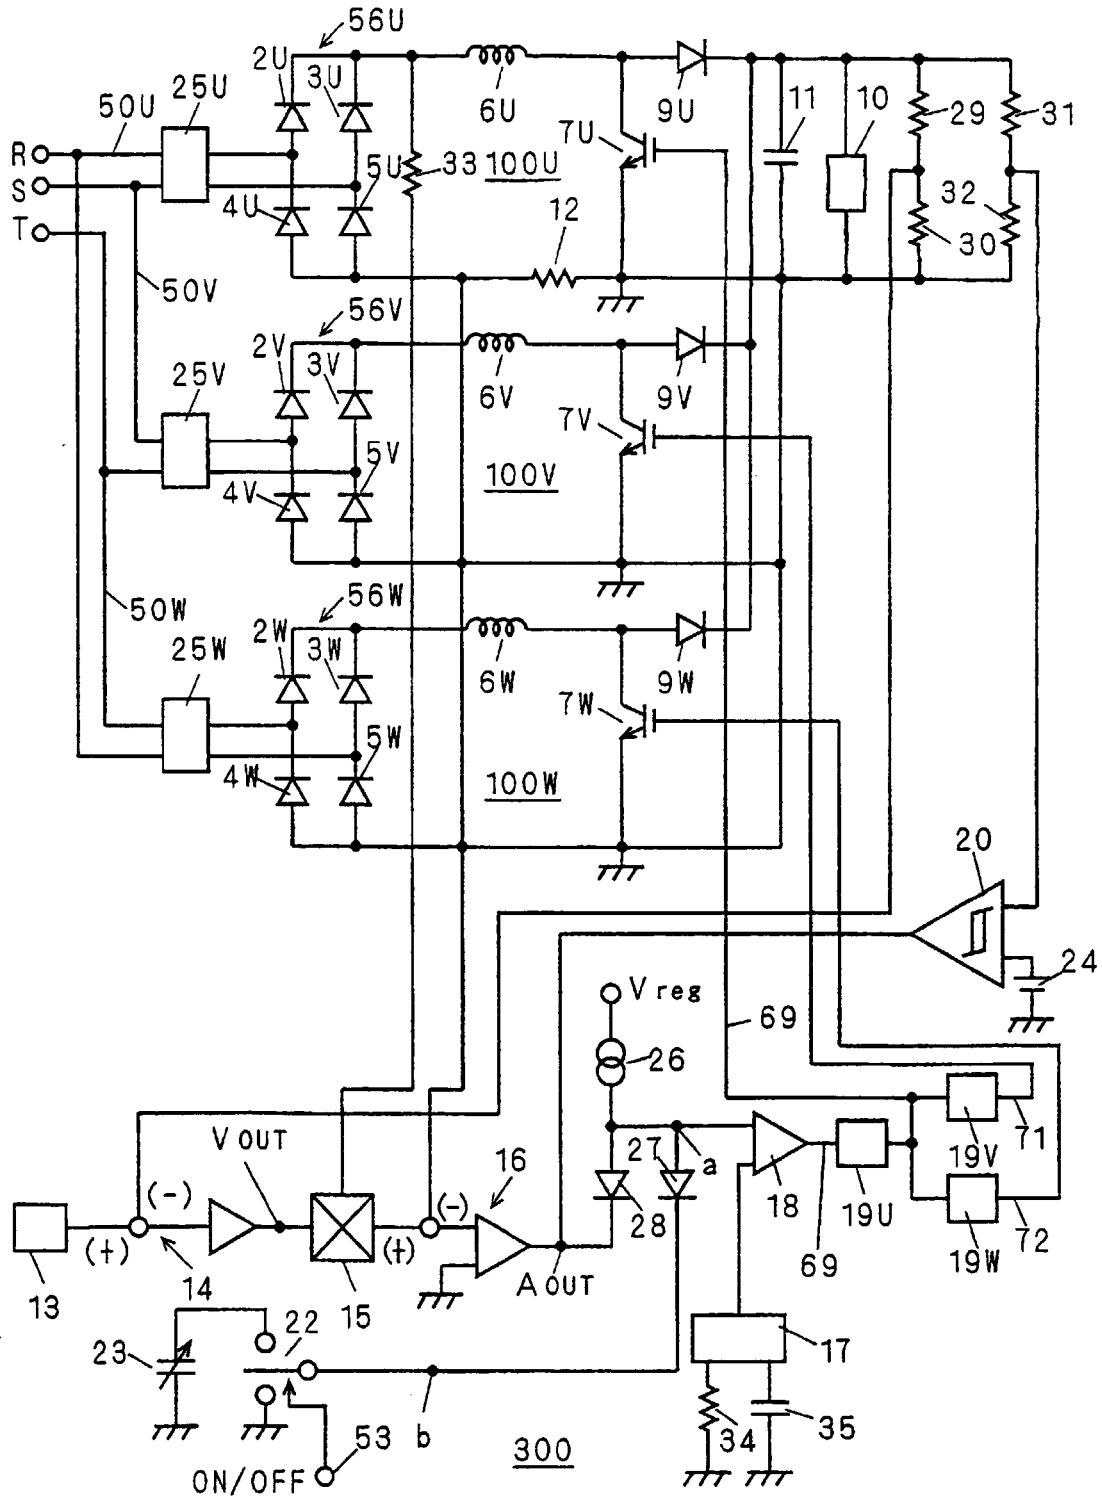 56U
2U
3U
25U
50U
6U
9U
11
10
29
31
R
S
T
7U
5U
33
100U
4U
12
32
30
50V
56V
2V
3V
25V
6V
9V
7V
5V
4V
100V
50W
56W
2W
3W
25W
6W
9W
7W
5W
4W
100W
20
24
Vreg
69
26
VOUT
16
27
a
71
19V
(-)
(-)
18
28
19U
72
(+)
(+)
19W
13
14
15
AOUT
69
22
23
17
b
34
35
53
300
ON/OFF